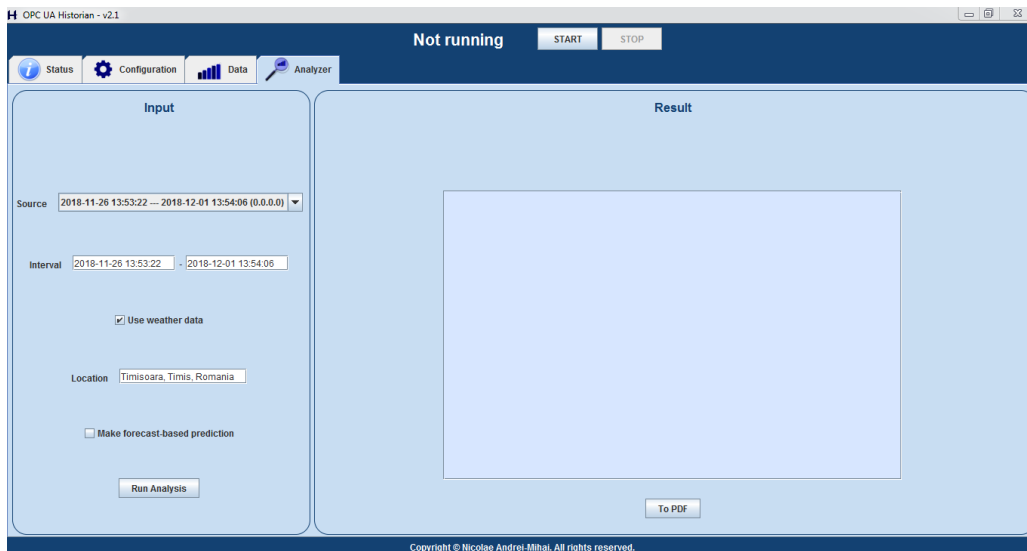 OPC UA Historian - v2.1
Not running START STOP
Status Configuration Data Analyzer
Input
Result
Source 2018-11-26 13:53:22 --- 2018-12-01 13:54:06 (0.0.0.0)
Interval 2018-11-26 13:53:22 - 2018-12-01 13:54:06
Use weather data
Location Timisoara, Timis, Romania
Make forecast-based prediction
Run Analysis
To PDF
Copyright © Nicolae Andrei-Mihai. All rights reserved.